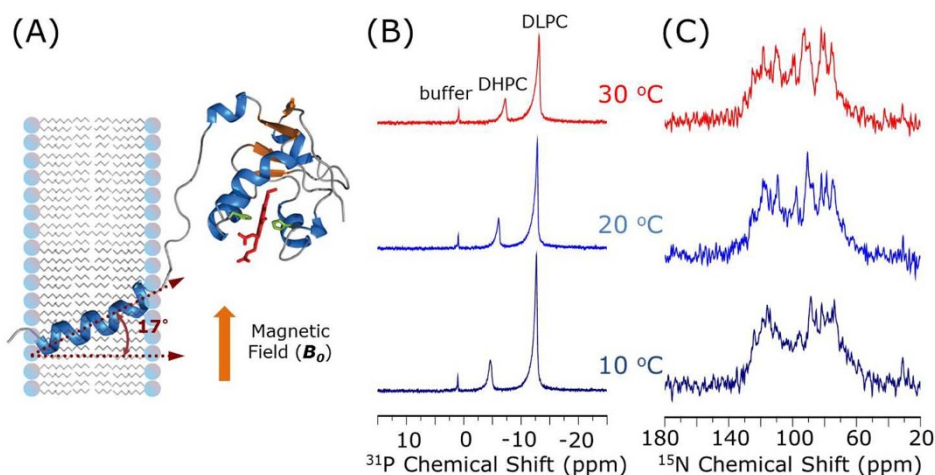 (A)
17°
Magnetic
Field (B₀)
(B)
DLPC
DHPC
buffer
30 °C
20 °C
10 °C
15 0 -10 -20
³¹P Chemical Shift (ppm)
(C)
180 140 100 60 20
¹⁵N Chemical Shift (ppm)